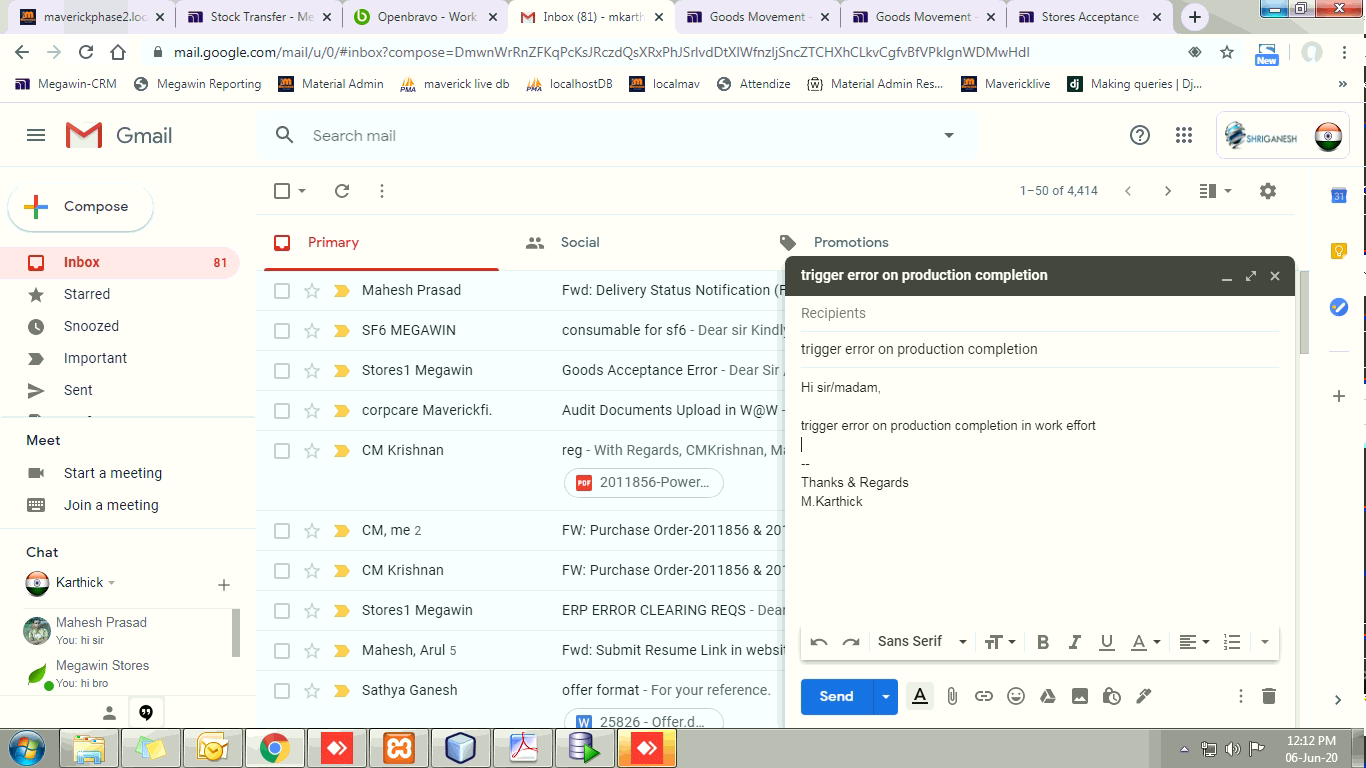 maverickphase2.loc
Stock Transfer - Me
Openbravo - Work
Inbox (81) - mkarth
Goods Movement
Goods Movement
Stores Acceptance
mail.google.com/mail/u/0/#inbox?compose=DmwnWrRnZFKqPcKsJRczdQsXRxPhJSrlvdDtXlWfnzljSncZTCHXhCLkvCgfvBfVPklgnWDMwHdl
New
Megawin-CRM
Megawin Reporting
Material Admin
maverick live db
localhostDB
localmav
Attendize
Material Admin Res...
Mavericklive
Making queries | Dj...
Gmail
Search mail
SHRIGANESH
Compose
1–50 of 4,414
31
Primary
Social
Promotions
Inbox 81
Starred
Snoozed
Important
Sent
Meet
Start a meeting
Join a meeting
Chat
Karthick
Mahesh Prasad
You: hi sir
Megawin Stores
You: hi bro
Mahesh Prasad Fwd: Delivery Status Notification (F
SF6 MEGAWIN consumable for sf6 - Dear sir Kindly
Stores1 Megawin Goods Acceptance Error - Dear Sir
corpcare Maverickfi. Audit Documents Upload in W@W -
CM Krishnan reg - With Regards, CMKrishnan, Ma
PDF 2011856-Power...
CM, me 2 FW: Purchase Order-2011856 & 201
CM Krishnan FW: Purchase Order-2011856 & 201
Stores1 Megawin ERP ERROR CLEARING REQS - Dear
Mahesh, Arul 5 Fwd: Submit Resume Link in websit
Sathya Ganesh offer format - For your reference.
W 25826 - Offer.d...
trigger error on production completion
Recipients
trigger error on production completion
Hi sir/madam,
trigger error on production completion in work effort
--
Thanks & Regards
M.Karthick
Sans Serif
Send
12:12 PM
06-Jun-20